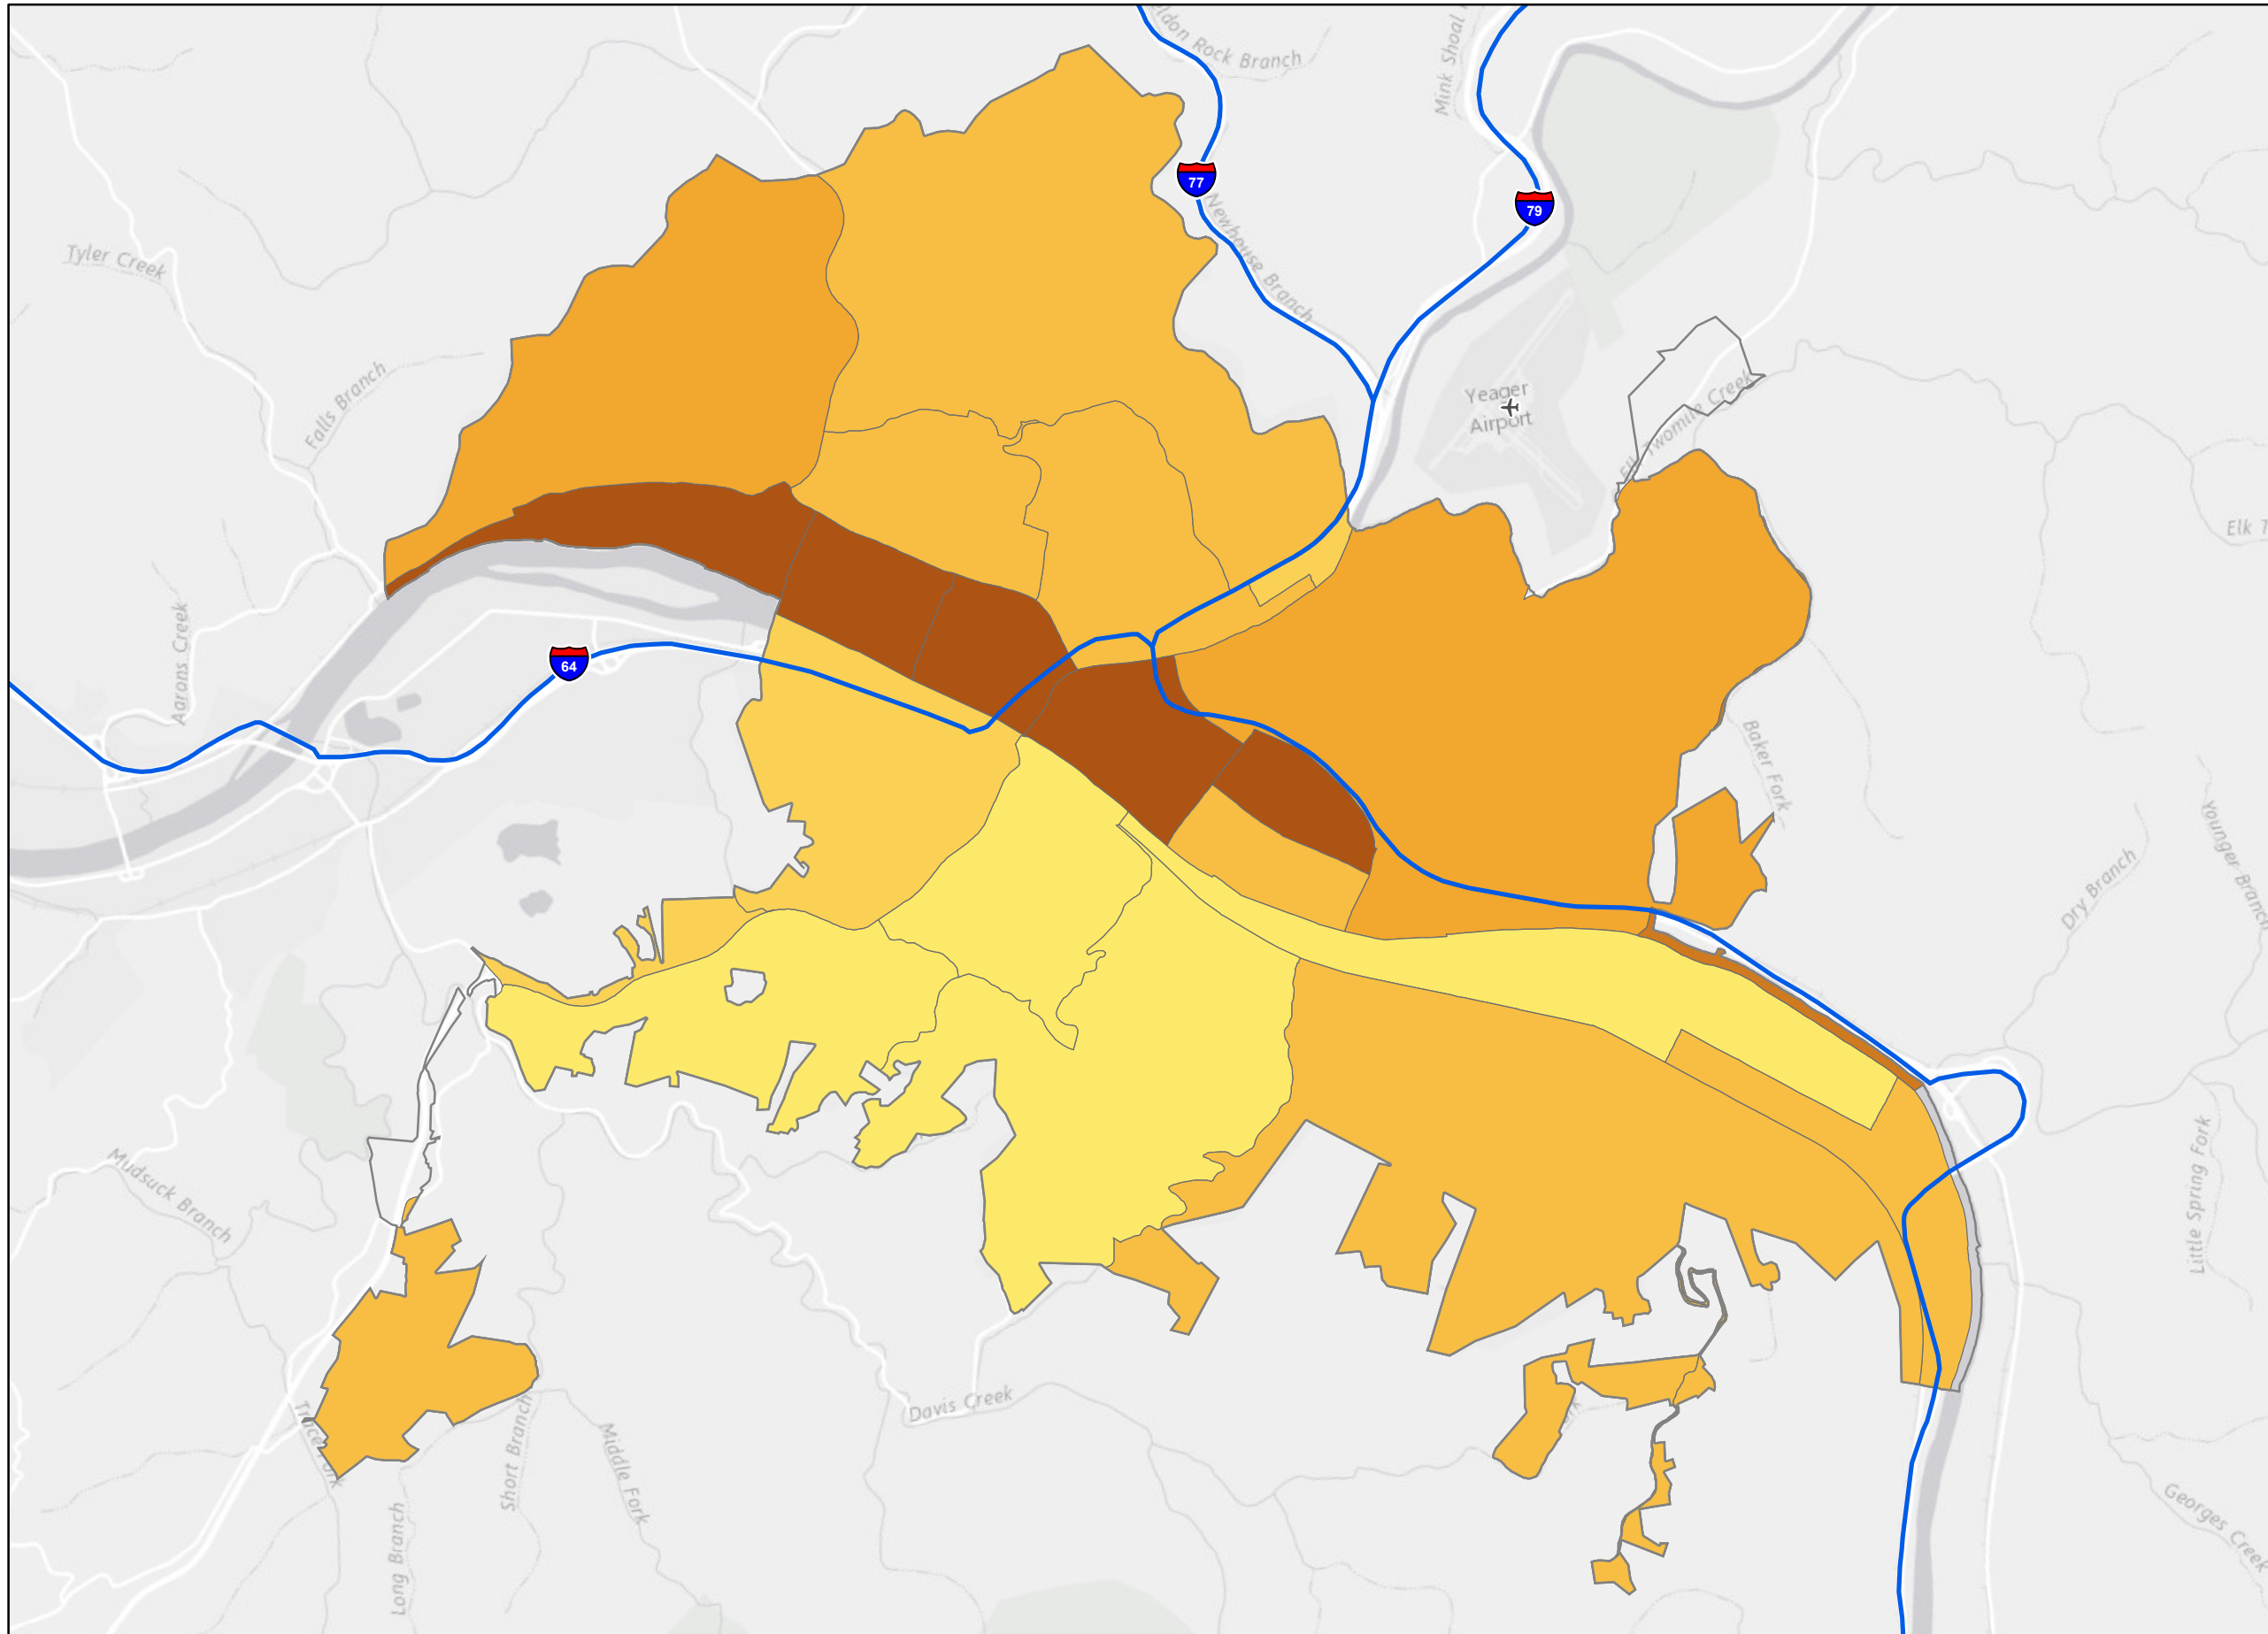 Rock Branch
Mink Shoal
77
79
Newhouse Branch
Tyler Creek
Falls Branch
Yeager
Airport
Elk Twomile Creek
Elk T
Aarons Creek
64
Baker Fork
Younger Branch
Dry Branch
Mudsuck Branch
Little Spring Fork
Davis Creek
Short Branch
Middle Fork
Long Branch
Georges Creek